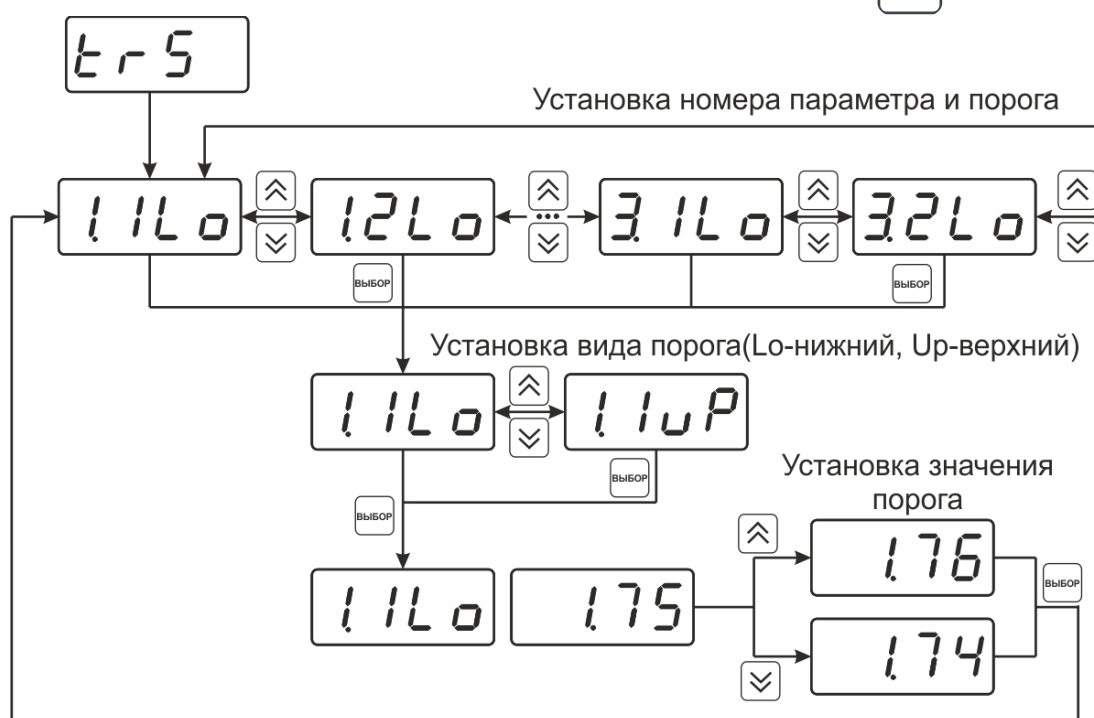 trS
Установка номера параметра и порога
1.1Lo
1.2Lo
...
3.1Lo
3.2Lo
ВЫБОР
ВЫБОР
Установка вида порога(Lo-нижний, Up-верхний)
1.1Lo
1.1uP
ВЫБОР
ВЫБОР
Установка значения
порога
1.76
ВЫБОР
1.1Lo
1.75
1.74